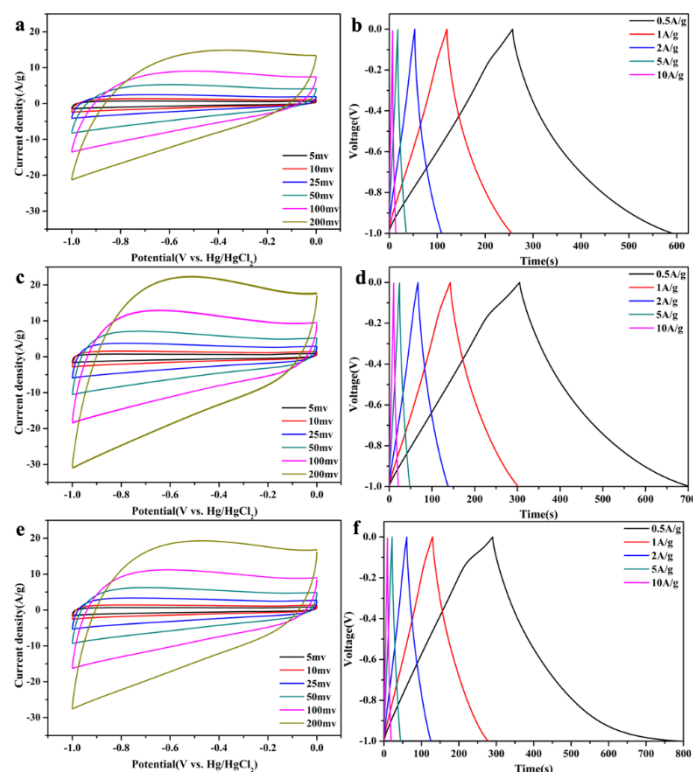 a
Current density(A/g)
20
10
0
-10
-20
-30
-1.0 -0.8 -0.6 -0.4 -0.2 0.0
Potential(V vs. Hg/HgCl2)
5mv
10mv
25mv
50mv
100mv
200mv
b
Voltage(V)
0.0
-0.2
-0.4
-0.6
-0.8
-1.0
0 100 200 300 400 500 600
Time(s)
0.5A/g
1A/g
2A/g
5A/g
10A/g
c
Current density(A/g)
20
10
0
-10
-20
-30
-1.0 -0.8 -0.6 -0.4 -0.2 0.0
Potential(V vs. Hg/HgCl2)
5mv
10mv
25mv
50mv
100mv
200mv
d
Voltage(V)
0.0
-0.2
-0.4
-0.6
-0.8
-1.0
0 100 200 300 400 500 600 700
Time(s)
0.5A/g
1A/g
2A/g
5A/g
10A/g
e
Current density(A/g)
20
10
0
-10
-20
-30
-1.0 -0.8 -0.6 -0.4 -0.2 0.0
Potential(V vs. Hg/HgCl2)
5mv
10mv
25mv
50mv
100mv
200mv
f
Voltage(V)
0.0
-0.2
-0.4
-0.6
-0.8
-1.0
0 100 200 300 400 500 600 700 800
Time(s)
0.5A/g
1A/g
2A/g
5A/g
10A/g